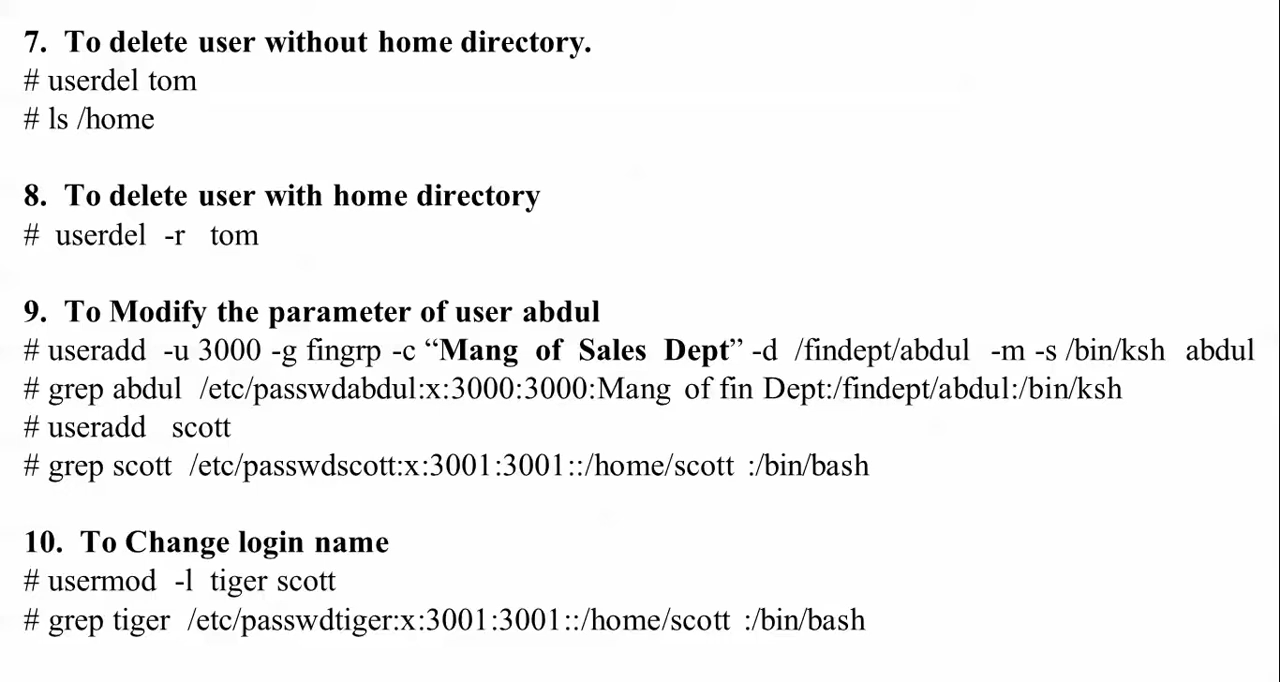 7. To delete user without home directory.
# userdel tom
# ls /home
8. To delete user with home directory
# userdel -r tom
9. To Modify the parameter of user abdul
# useradd -u 3000 -g fingrp -c “Mang of Sales Dept” -d /findept/abdul -m -s /bin/ksh abdul
# grep abdul /etc/passwdabdul:x:3000:3000:Mang of fin Dept:/findept/abdul:/bin/ksh
# useradd scott
# grep scott /etc/passwdscott:x:3001:3001::/home/scott :/bin/bash
10. To Change login name
# usermod -l tiger scott
# grep tiger /etc/passwdtiger:x:3001:3001::/home/scott :/bin/bash